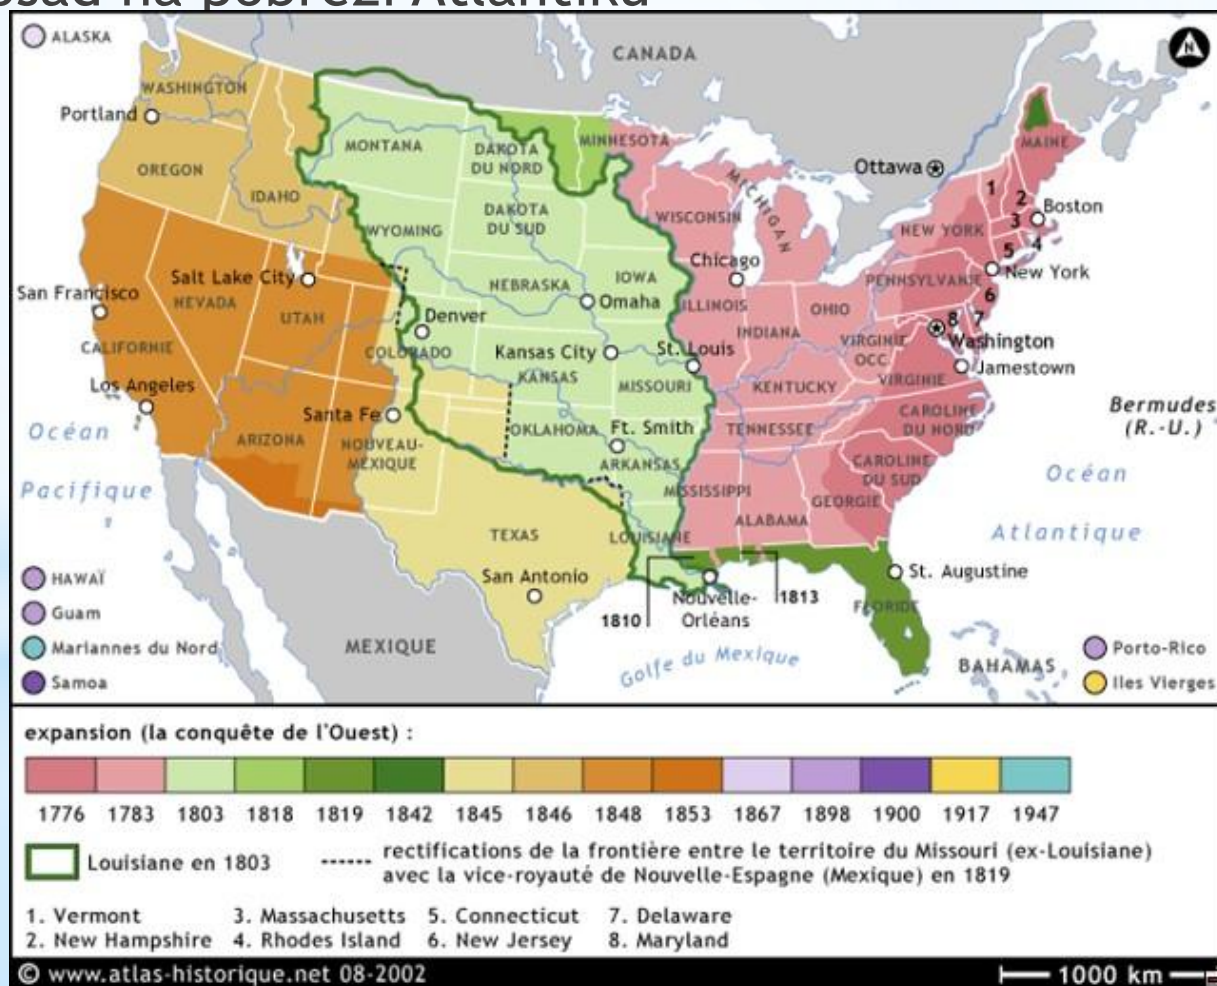 osad na pobřeží Atlantiku
ALASKA
CANADA
N
WASHINGTON
Portland
OREGON
IDAHO
MONTANA
DAKOTA
DU NORD
MINNESOTA
DAKOTA
DU SUD
WYOMING
WISCONSIN
MICHIGAN
Ottawa
MAINE
1
2
3
4
5
Boston
NEW YORK
New York
Chicago
PENNSYLVANIE
6
7
8
Salt Lake City
NEBRASKA
IOWA
Omaha
ILLINOIS
INDIANA
OHIO
San Francisco
NEVADA
UTAH
Denver
COLORADO
Kansas City
KANSAS
St. Louis
MISSOURI
VIRGINIE
OCC
Washington
VIRGINIE
Jamestown
CALIFORNIE
Los Angeles
KENTUCKY
Santa Fe
ARIZONA
NOUVEAU-
MEXIQUE
OKLAHOMA
Ft. Smith
ARKANSAS
TENNESSEE
CAROLINE
DU NORD
CAROLINE
DU SUD
Bermudes
(R.-U.)
Océan
Pacifique
Océan
Atlantique
MISSISSIPPI
ALABAMA
GEORGIE
TEXAS
LOUISIANE
San Antonio
Nouvelle-
Orléans
1810
1813
St. Augustine
FLORIDE
HAWAÏ
Guam
Mariannes du Nord
Samoa
MEXIQUE
Golfe du Mexique
BAHAMAS
Porto-Rico
Iles Vierges
expansion (la conquête de l'Ouest) :
1776 1783 1803 1818 1819 1842 1845 1846 1848 1853 1867 1898 1900 1917 1947
Louisiane en 1803
rectifications de la frontière entre le territoire du Missouri (ex-Louisiane)
avec la vice-royauté de Nouvelle-Espagne (Mexique) en 1819
1. Vermont 3. Massachusetts 5. Connecticut 7. Delaware
2. New Hampshire 4. Rhodes Island 6. New Jersey 8. Maryland
© www.atlas-historique.net 08-2002
1000 km